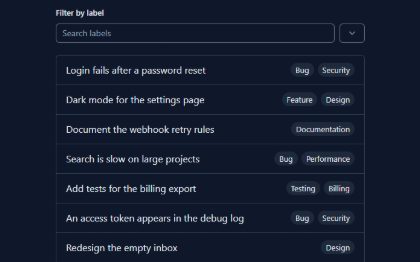 Filter by label
Search labels
Login fails after a password reset Bug Security
Dark mode for the settings page Feature Design
Document the webhook retry rules Documentation
Search is slow on large projects Bug Performance
Add tests for the billing export Testing Billing
An access token appears in the debug log Bug Security
Redesign the empty inbox Design